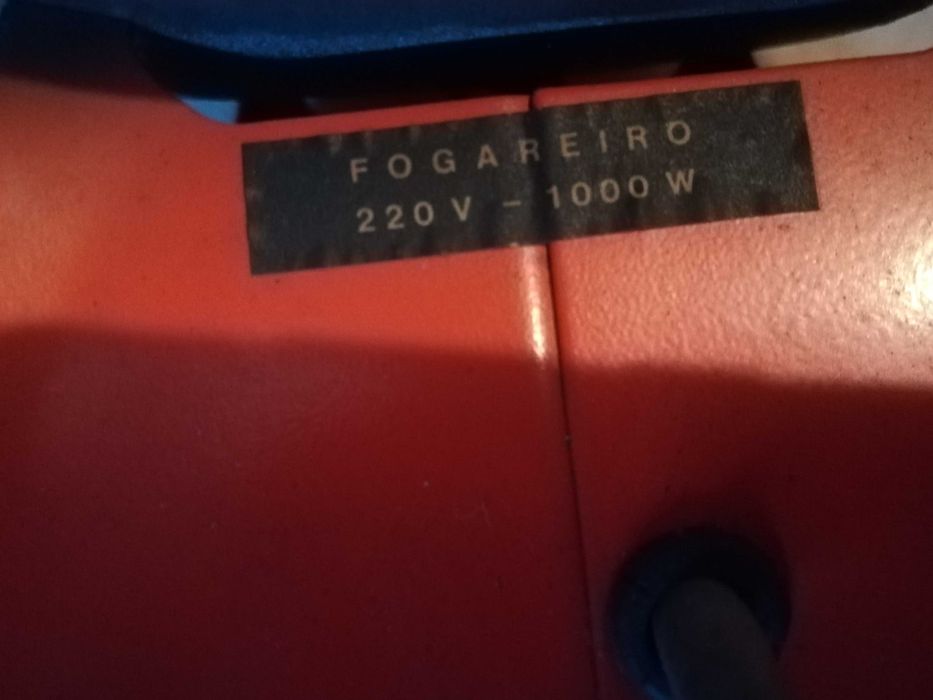 FOGAREIRO
220V - 1000W